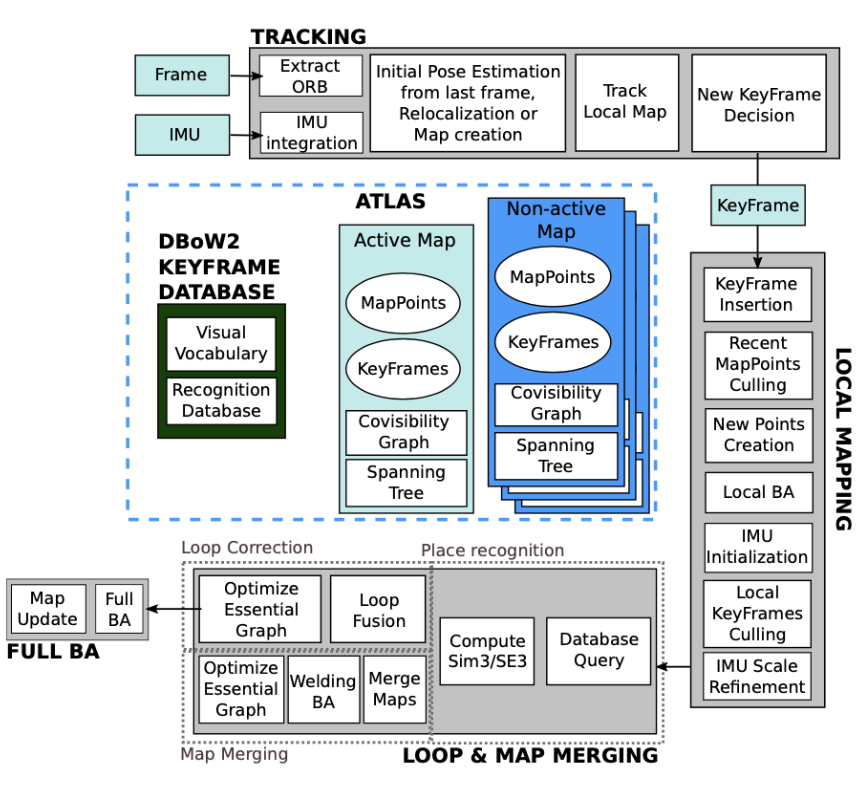 TRACKING
Frame
Extract
ORB
IMU
IMU
integration
Initial Pose Estimation
from last frame,
Relocalization or
Map creation
Track
Local Map
New KeyFrame
Decision
KeyFrame
ATLAS
DBoW2
KEYFRAME
DATABASE
Visual
Vocabulary
Recognition
Database
Active Map
MapPoints
KeyFrames
Covisibility
Graph
Spanning
Tree
Non-active
Map
MapPoints
KeyFrames
Covisibility
Graph
Spanning
Tree
LOCAL MAPPING
KeyFrame
Insertion
Recent
MapPoints
Culling
New Points
Creation
Local BA
IMU
Initialization
Local
KeyFrames
Culling
IMU Scale
Refinement
Loop Correction
Place recognition
Optimize
Essential
Graph
Loop
Fusion
Compute
Sim3/SE3
Database
Query
Map
Update
Full
BA
FULL BA
Optimize
Essential
Graph
Welding
BA
Merge
Maps
Map Merging
LOOP & MAP MERGING